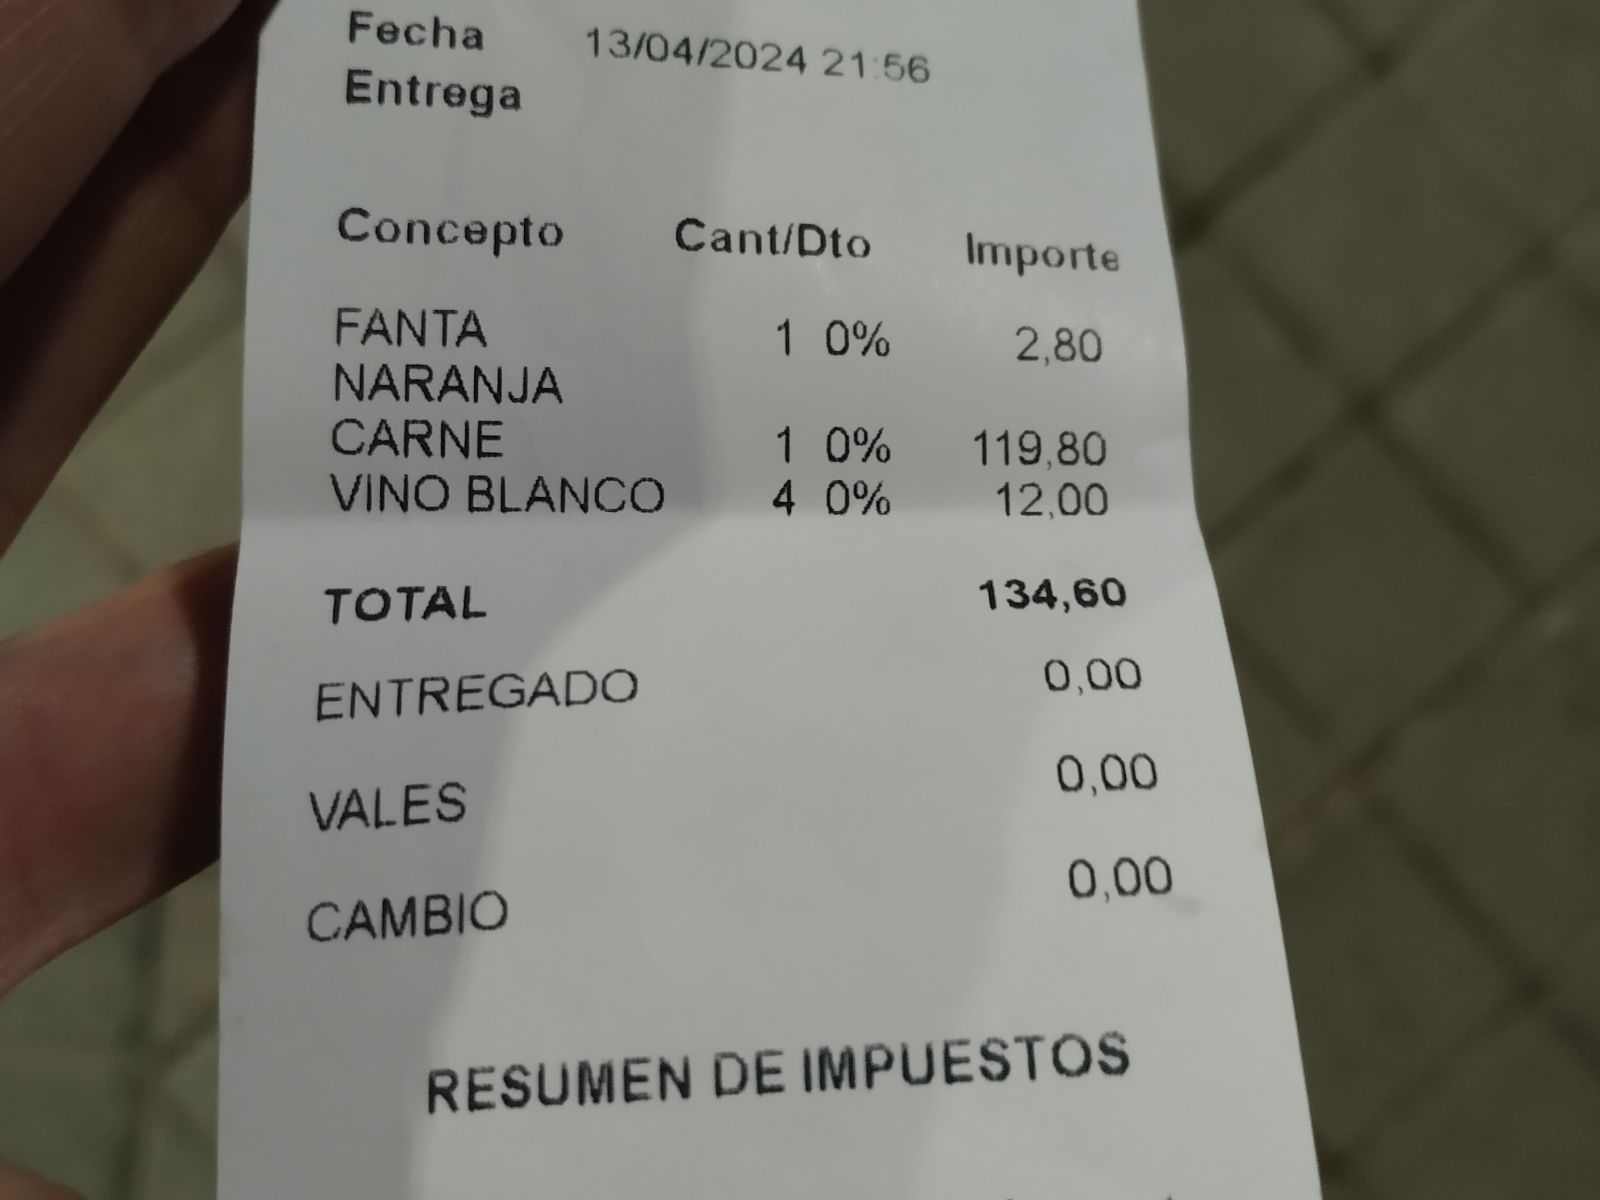 Fecha 13/04/2024 21:56
Entrega
Concepto Cant/Dto Importe
FANTA 1 0% 2,80
NARANJA
CARNE 1 0% 119,80
VINO BLANCO 4 0% 12,00
TOTAL 134,60
ENTREGADO 0,00
VALES 0,00
CAMBIO 0,00
RESUMEN DE IMPUESTOS